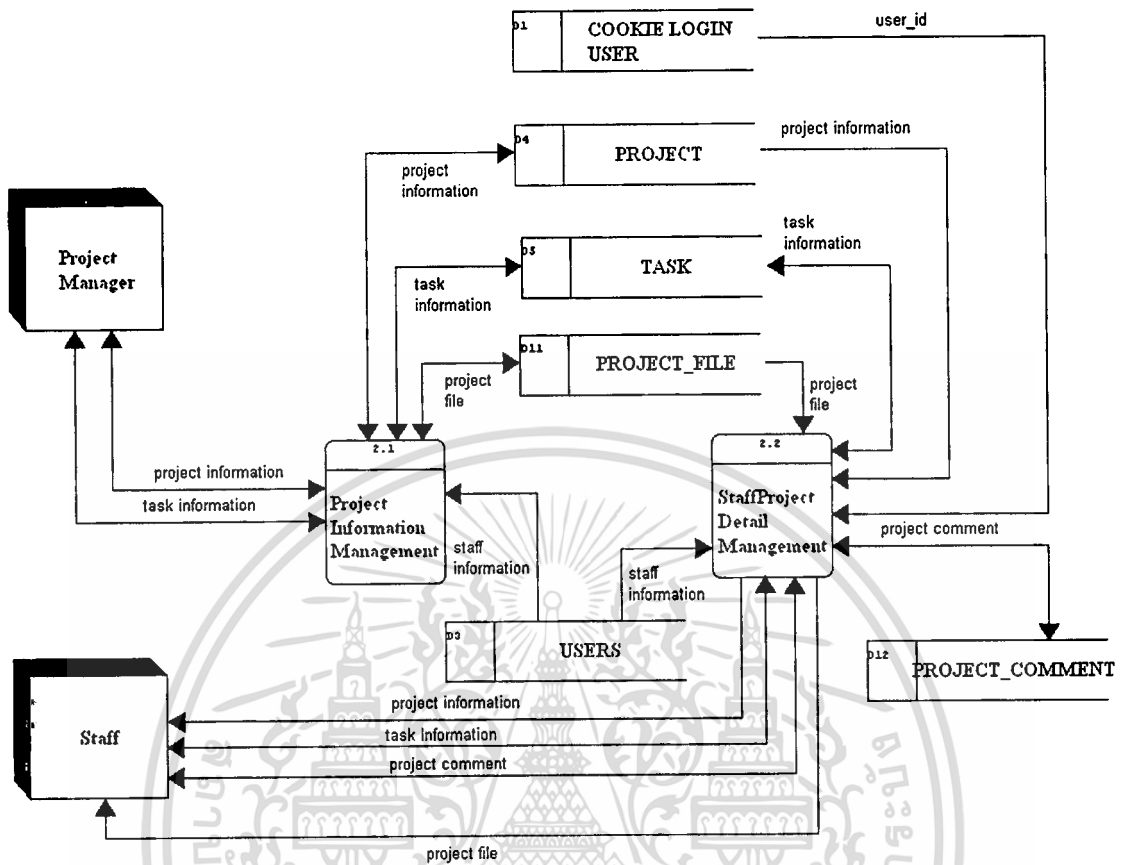 D1
COOKIE LOGIN
USER
user_id
D4
PROJECT
project information
project
information
Project
Manager
task
information
D5
TASK
task
information
D11
PROJECT_FILE
project
file
project
file
2.1
Project
Information
Management
2.2
StaffProject
Detail
Management
project information
task information
staff
information
staff
information
project comment
D3
USERS
D12
PROJECT_COMMENT
Staff
project information
task Information
project comment
project file